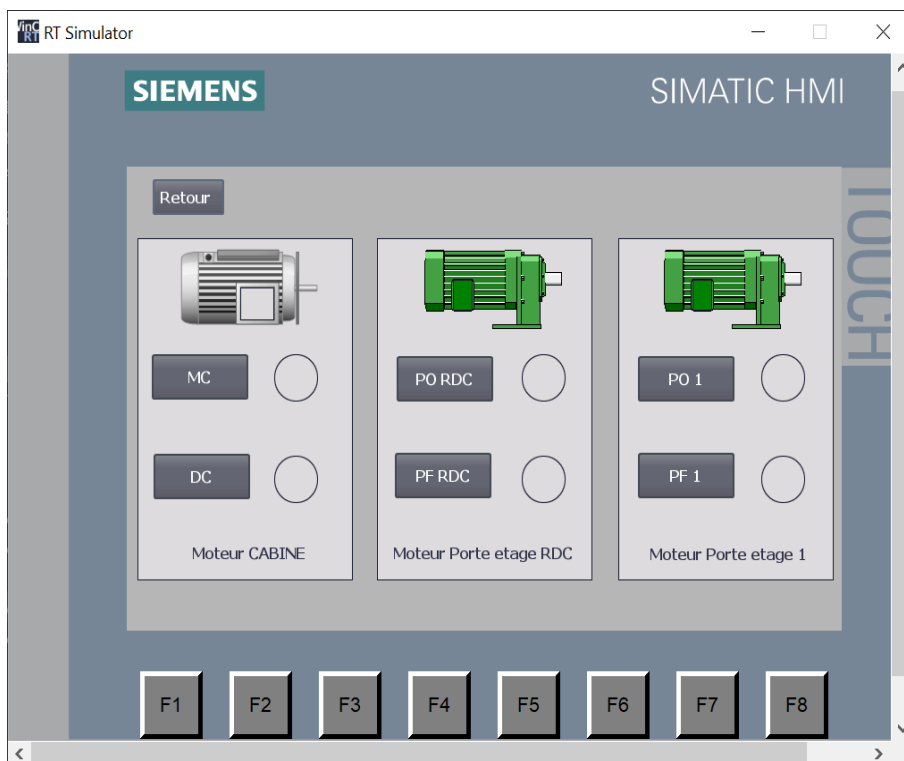 RT Simulator
SIEMENS
SIMATIC HMI
TOUCH
Retour
MC
DC
Moteur CABINE
PO RDC
PF RDC
Moteur Porte etage RDC
PO 1
PF 1
Moteur Porte etage 1
F1 F2 F3 F4 F5 F6 F7 F8